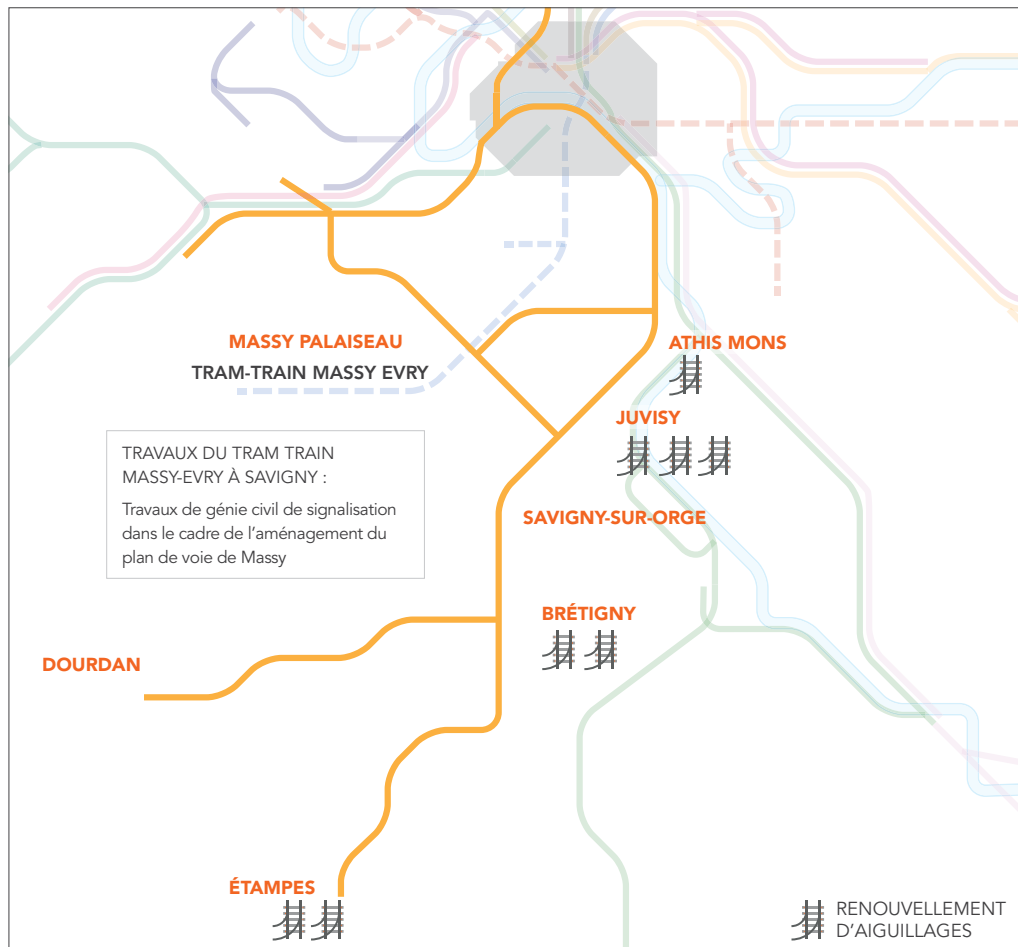 MASSY PALAISEAU
TRAM-TRAIN MASSY EVRY
ATHIS MONS
JUVISY
TRAVAUX DU TRAM TRAIN
MASSY-EVRY À SAVIGNY :
Travaux de génie civil de signalisation
dans le cadre de l'aménagement du
plan de voie de Massy
SAVIGNY-SUR-ORGE
BRÉTIGNY
DOURDAN
ÉTAMPES
RENOUVELLEMENT
D'AIGUILLAGES